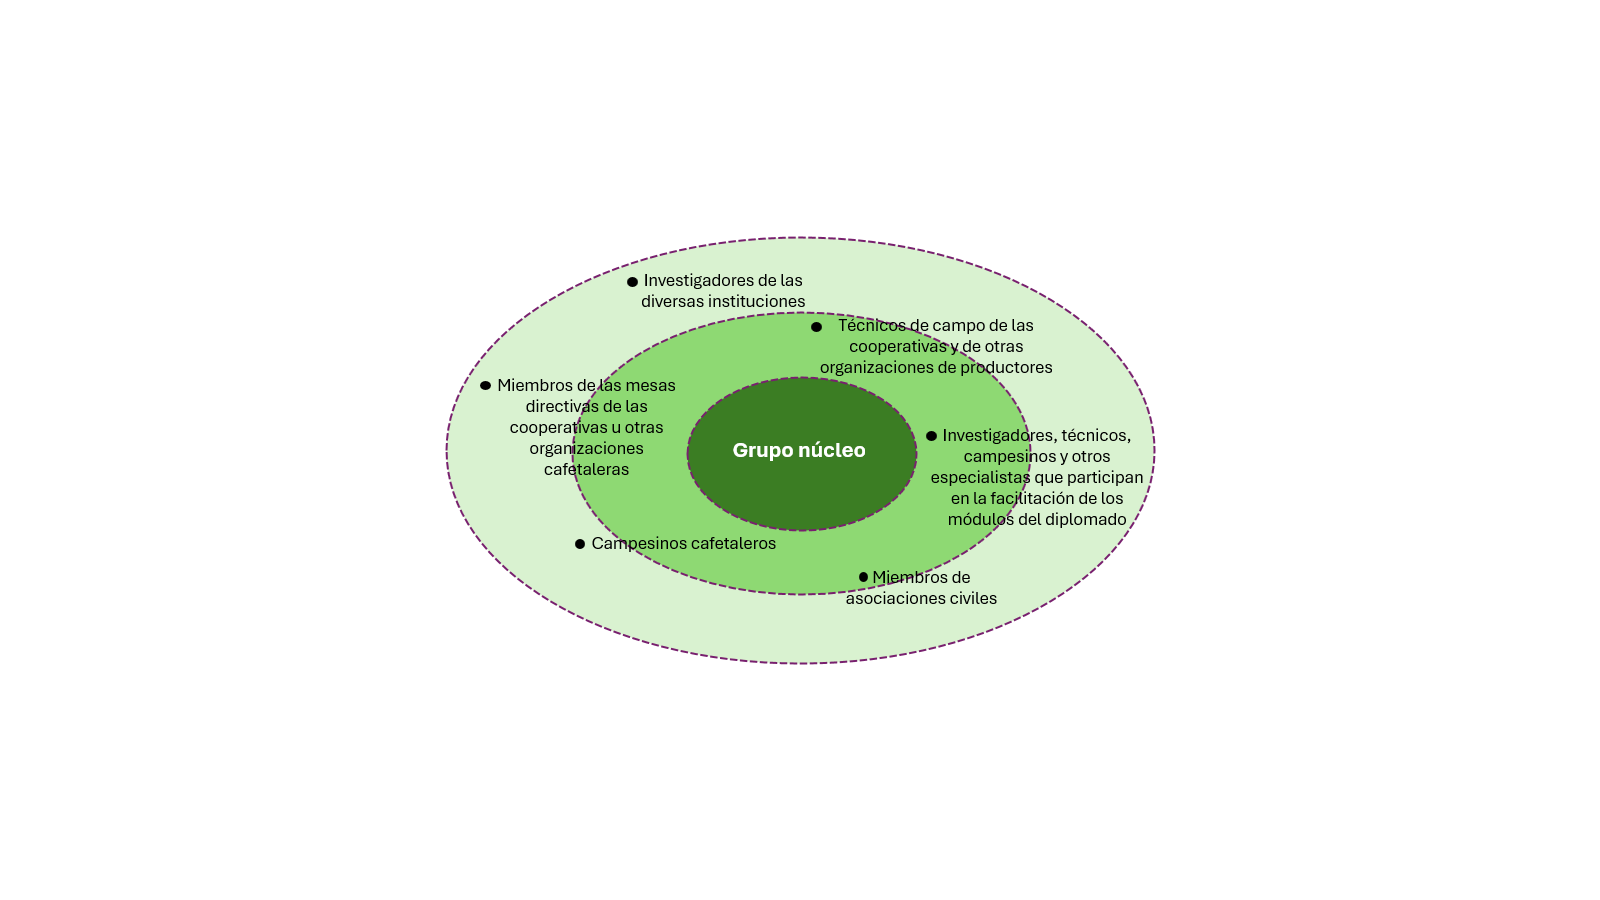 Investigadores de las
diversas instituciones
Técnicos de campo de las
cooperativas y de otras
organizaciones de productores
Miembros de las mesas
directivas de las
cooperativas u otras
organizaciones
cafetaleras
Grupo núcleo
Investigadores, técnicos,
campesinos y otros
especialistas que participan
en la facilitación de los
módulos del diplomado
Campesinos cafetaleros
Miembros de
asociaciones civiles